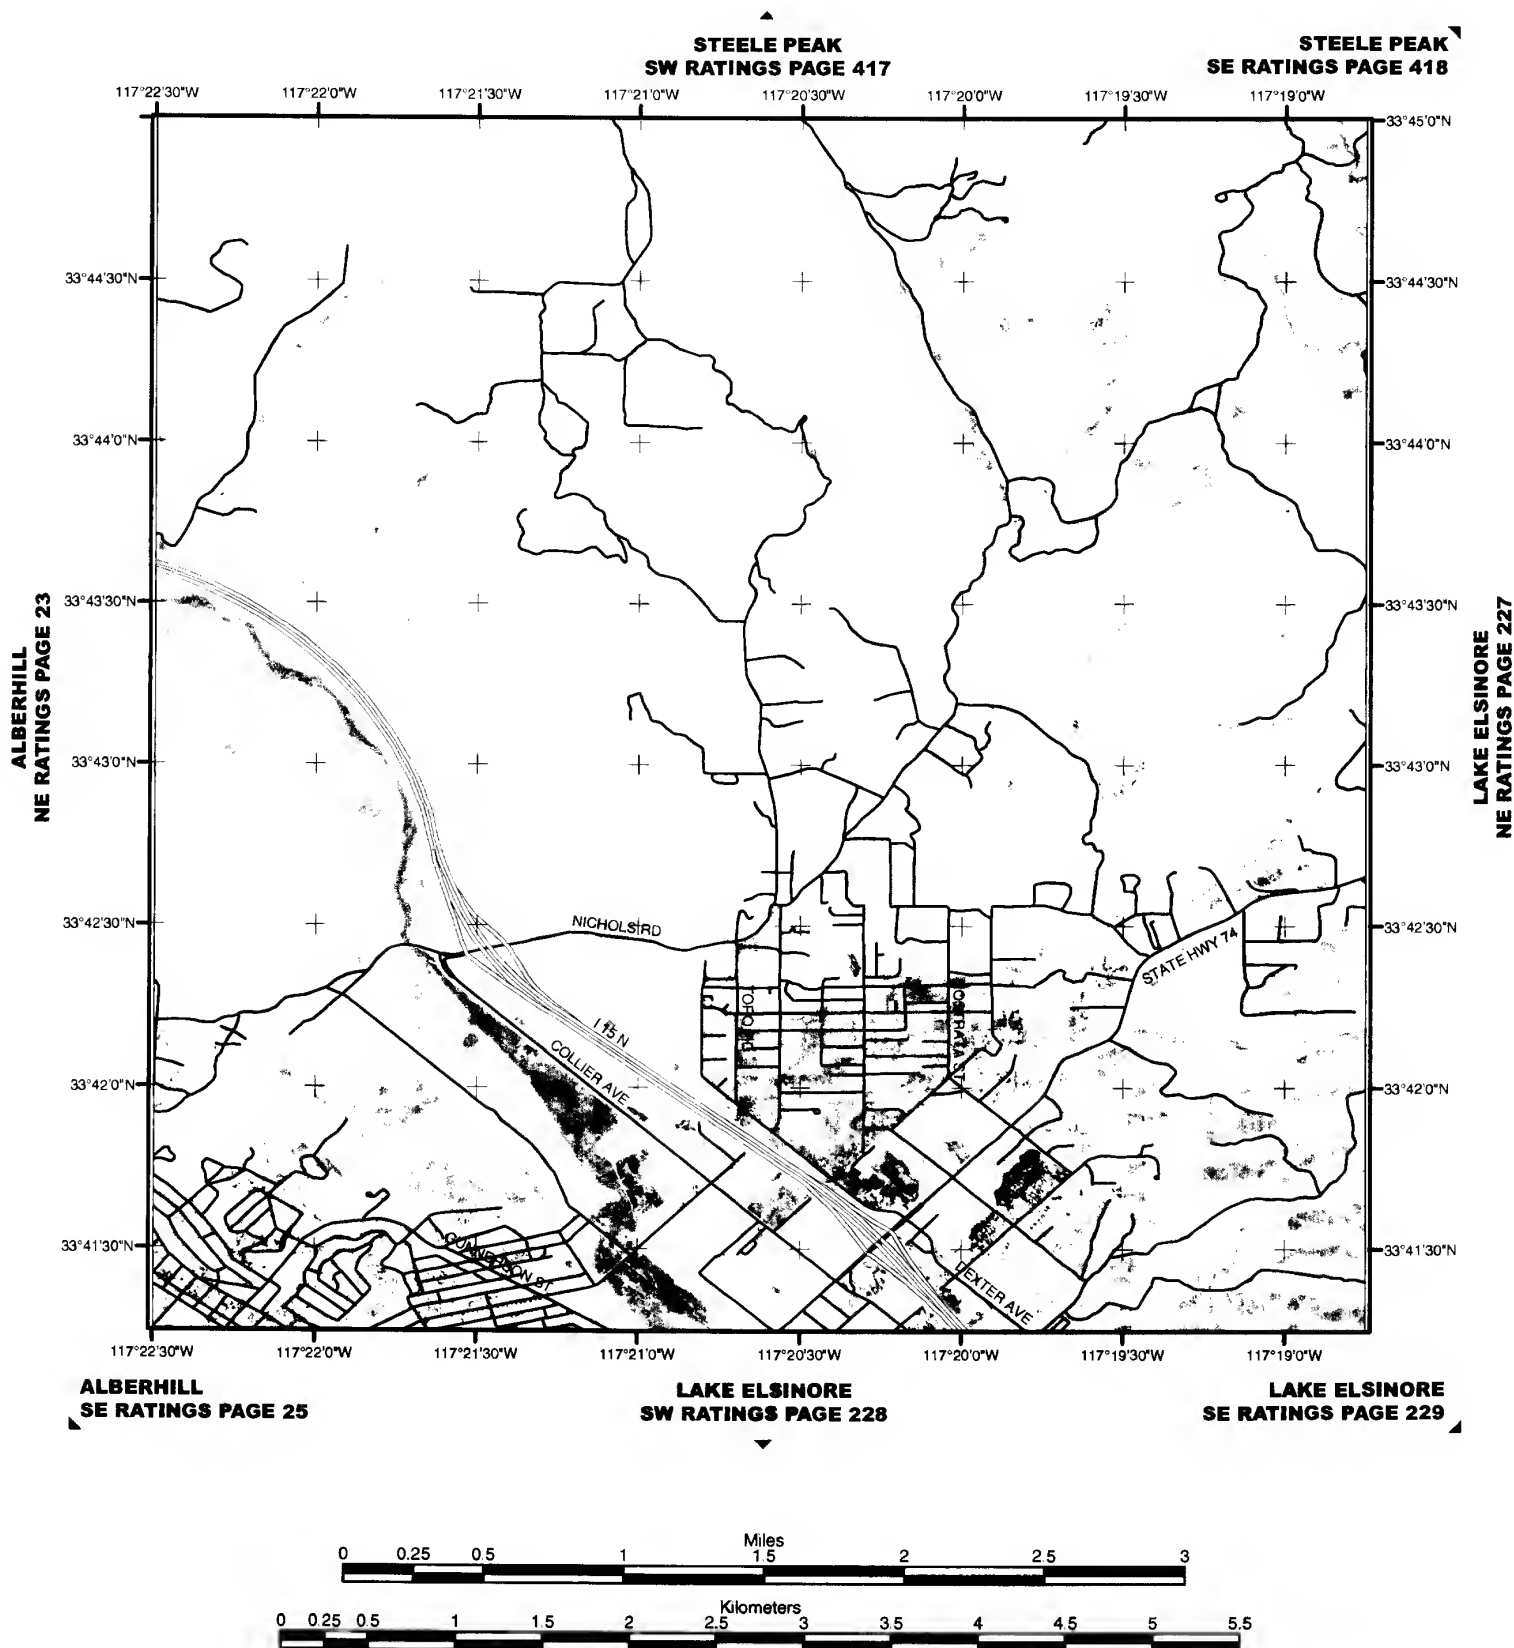 STEELE PEAK
SW RATINGS PAGE 417
STEELE PEAK
SE RATINGS PAGE 418
117°22'30"W 117°22'0"W 117°21'30"W 117°21'0"W 117°20'30"W 117°20'0"W 117°19'30"W 117°19'0"W
33°45'0"N
33°44'30"N 33°44'30"N
33°44'0"N 33°44'0"N
33°43'30"N 33°43'30"N
ALBERHILL
NE RATINGS PAGE 23
LAKE ELSINORE
NE RATINGS PAGE 227
33°43'0"N 33°43'0"N
33°42'30"N 33°42'30"N
NICHOLS RD
STATE HWY 74
I 15 N
COLLIER AVE
33°42'0"N 33°42'0"N
GUNNERSON ST
33°41'30"N 33°41'30"N
DEXTER AVE
117°22'30"W 117°22'0"W 117°21'30"W 117°21'0"W 117°20'30"W 117°20'0"W 117°19'30"W 117°19'0"W
ALBERHILL
SE RATINGS PAGE 25
LAKE ELSINORE
SW RATINGS PAGE 228
LAKE ELSINORE
SE RATINGS PAGE 229
Miles
0 0.25 0.5 1 1.5 2 2.5 3
Kilometers
0 0.25 0.5 1 1.5 2 2.5 3 3.5 4 4.5 5 5.5